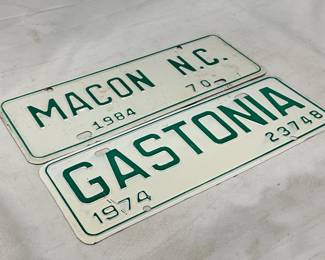 MACON N.C.
1984 70
GASTONIA
1974 23748